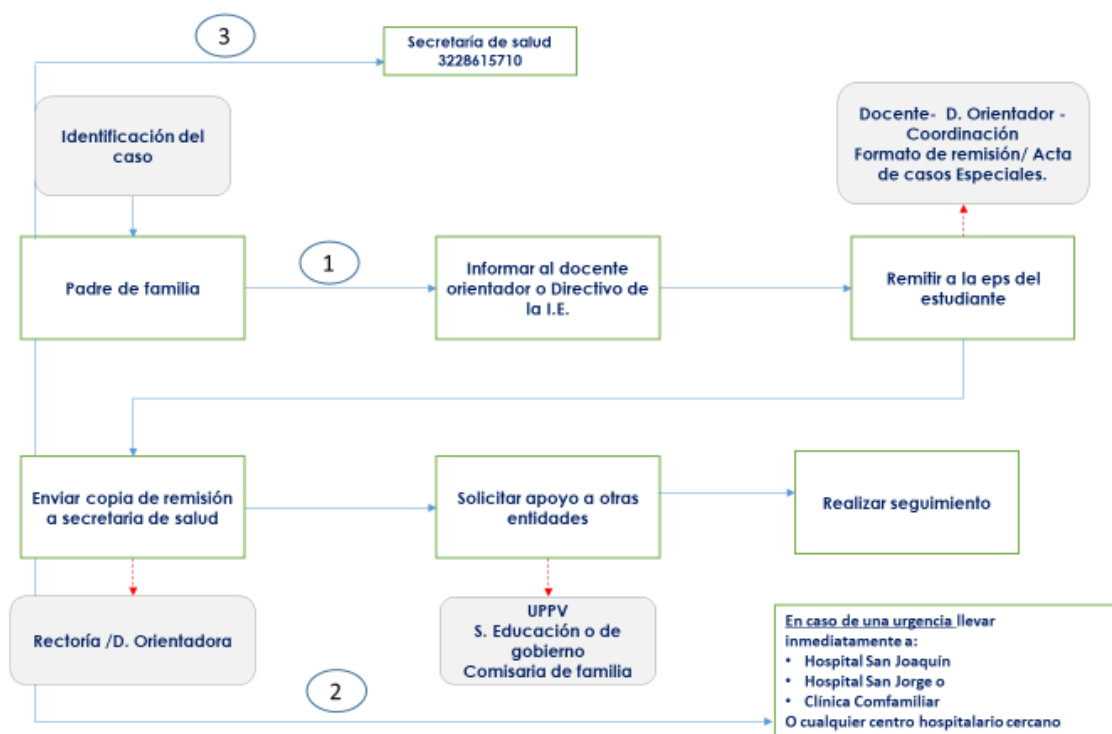 3
Secretaría de salud
3228615710
Identificación del
caso
Docente- D. Orientador -
Coordinación
Formato de remisión/ Acta
de casos Especiales.
Padre de familia
1
Informar al docente
orientador o Directivo de
la I.E.
Remitir a la eps del
estudiante
Enviar copia de remisión
a secretaria de salud
Solicitar apoyo a otras
entidades
Realizar seguimiento
Rectoría /D. Orientadora
UPPV
S. Educación o de
gobierno
Comisaria de familia
2
En caso de una urgencia llevar
inmediatamente a:
• Hospital San Joaquín
• Hospital San Jorge o
• Clínica Comfamiliar
O cualquier centro hospitalario cercano